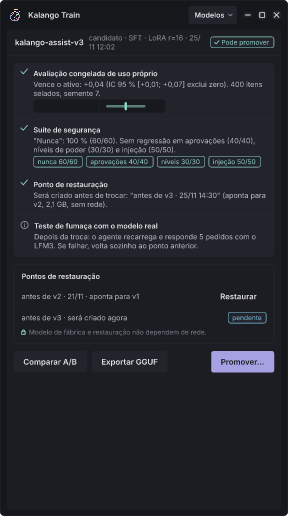 Kalango Train
Modelos
kalango-assist-v3
candidato · SFT · LoRA r=16 · 25/
11 12:02
Pode promover
Avaliação congelada de uso próprio
Vence o ativo: +0,04 (IC 95 % [+0,01; +0,07] exclui zero). 400 itens
selados, semente 7.
Suíte de segurança
"Nunca": 100 % (60/60). Sem regressão em aprovações (40/40),
níveis de poder (30/30) e injeção (50/50).
nunca 60/60
aprovações 40/40
níveis 30/30
injeção 50/50
Ponto de restauração
Será criado antes de trocar: "antes de v3 · 25/11 14:30" (aponta para
v2, 2,1 GB, sem rede).
Teste de fumaça com o modelo real
Depois da troca: o agente recarrega e responde 5 pedidos com o
LFM3. Se falhar, volta sozinho ao ponto anterior.
Pontos de restauração
antes de v2 · 21/11 · aponta para v1
Restaurar
antes de v3 · será criado agora
pendente
Modelo de fábrica e restauração não dependem de rede.
Comparar A/B
Exportar GGUF
Promover...